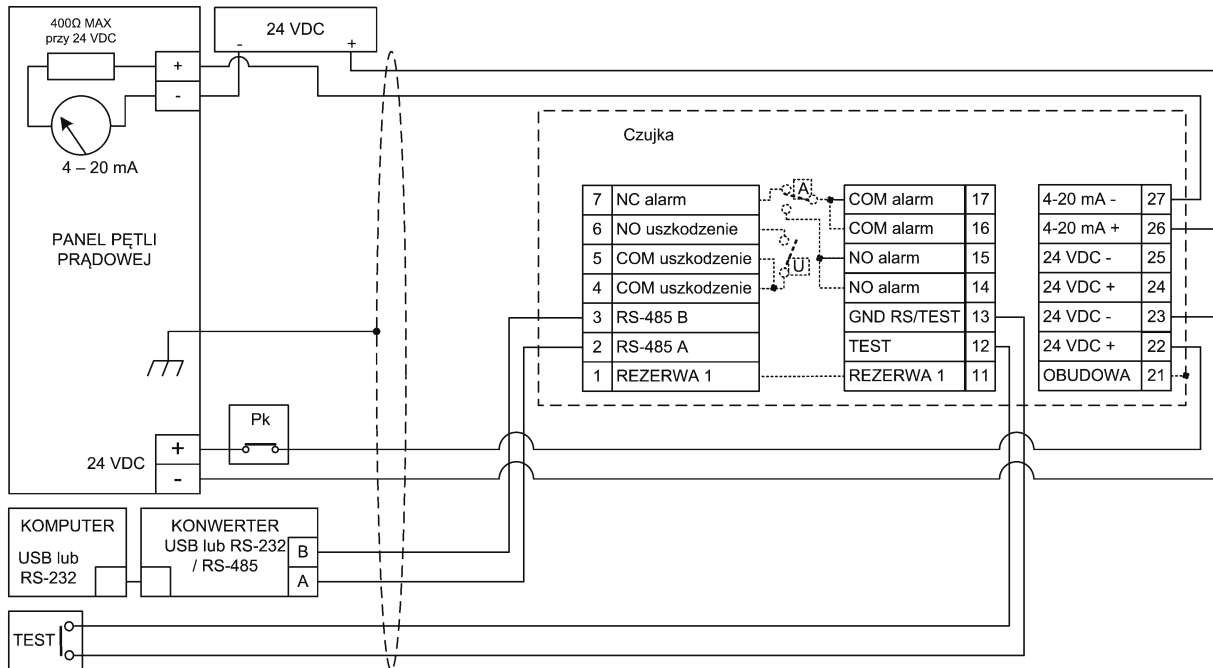 400Ω MAX
przy 24 VDC
+
-
4 – 20 mA
PANEL PĘTLI
PRĄDOWEJ
24 VDC
+
-
24 VDC
- +
Pk
Czujka
7 NC alarm
6 NO uszkodzenie
5 COM uszkodzenie
4 COM uszkodzenie
3 RS-485 B
2 RS-485 A
1 REZERWA 1
A
U
COM alarm 17
COM alarm 16
NO alarm 15
NO alarm 14
GND RS/TEST 13
TEST 12
REZERWA 1 11
4-20 mA - 27
4-20 mA + 26
24 VDC - 25
24 VDC + 24
24 VDC - 23
24 VDC + 22
OBUDOWA 21
KOMPUTER
USB lub
RS-232
KONWERTER
USB lub RS-232
/ RS-485
B
A
TEST